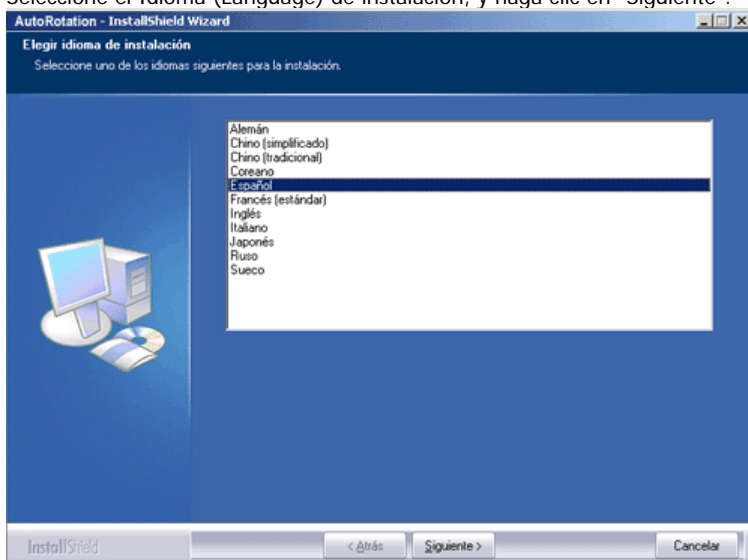 Seleccione el Idioma (Language) de instalación, y haga clic en "Siguiente".
AutoRotation - InstallShield Wizard
Elegir idioma de instalación
Seleccione uno de los idiomas siguientes para la instalación.
Alemán
Chino (simplificado)
Chino (tradicional)
Coreano
Español
Francés (estándar)
Inglés
Italiano
Japonés
Ruso
Sueco
InstallShield
< Atrás
Siguiente >
Cancelar